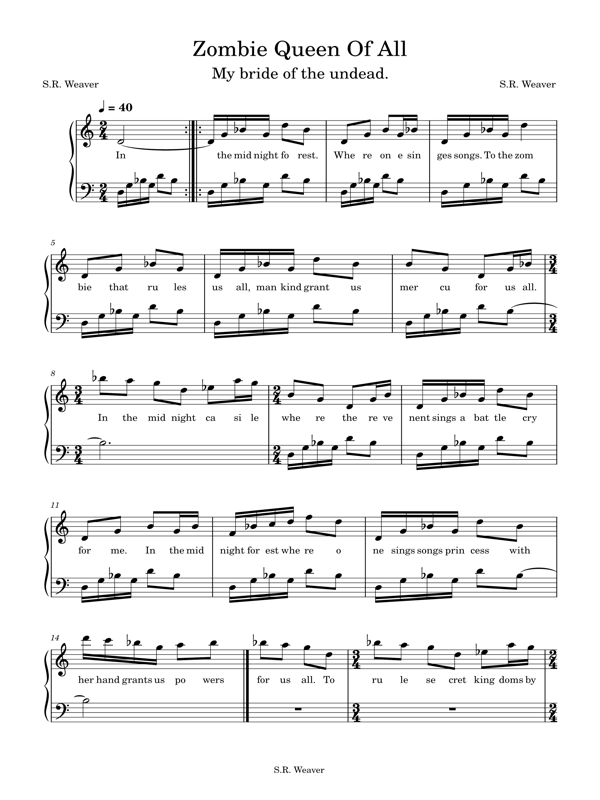 Zombie Queen Of All
My bride of the undead.
S.R. Weaver S.R. Weaver
♩ = 40
In the mid night fo rest. Whe re on e sin ges songs. To the zom
5
bie that ru les us all, man kind grant us mer cu for us all.
8
In the mid night ca si le whe re the re ve nent sings a bat tle cry
11
for me. In the mid night for est whe re o ne sings songs prin cess with
14
her hand grants us po wers for us all. To ru le se cret king doms by
S.R. Weaver